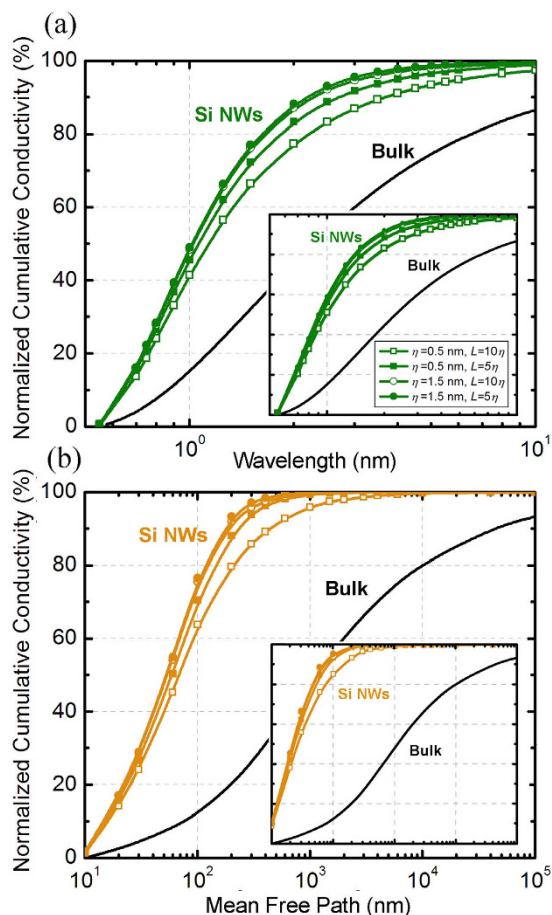 (a)
Normalized Cumulative Conductivity (%)
100
80
60
40
20
0
Si NWs
Bulk
Si NWs
Bulk
η=0.5 nm, L=10η
η=0.5 nm, L=5η
η=1.5 nm, L=10η
η=1.5 nm, L=5η
10⁰
10¹
Wavelength (nm)
(b)
Normalized Cumulative Conductivity (%)
100
80
60
40
20
0
Si NWs
Bulk
Si NWs
Bulk
10¹
10²
10³
10⁴
10⁵
Mean Free Path (nm)